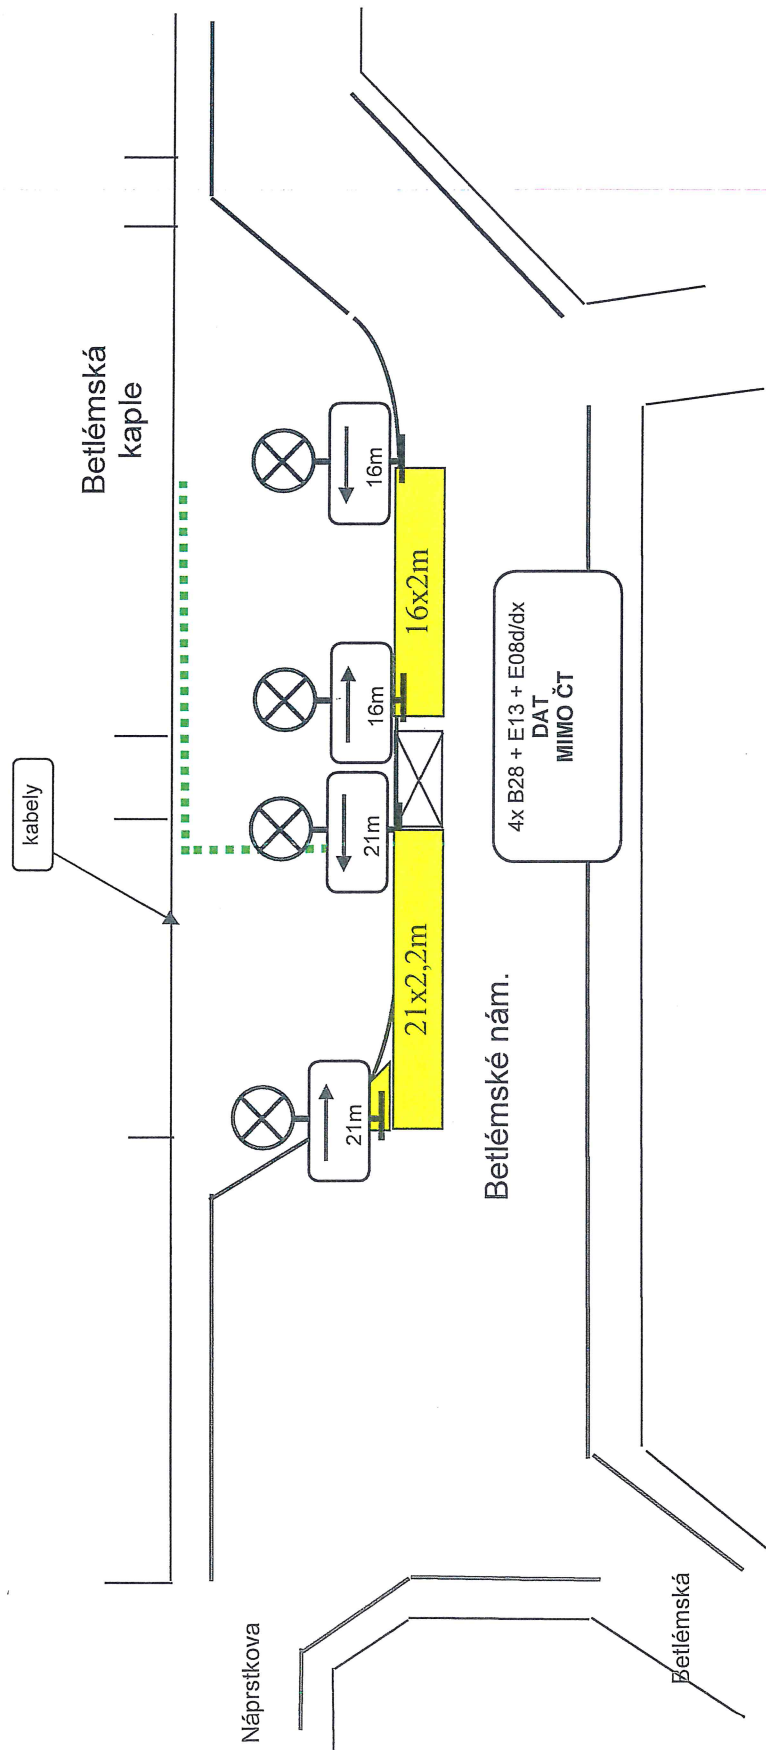 kabely
Betlémská
kaple
21m
21m
16m
16m
21x2,2m
16x2m
4x B28 + E13 + E08d/dx
DAT
MIMO ČT
Betlémské nám.
Náprstkova
Betlémská